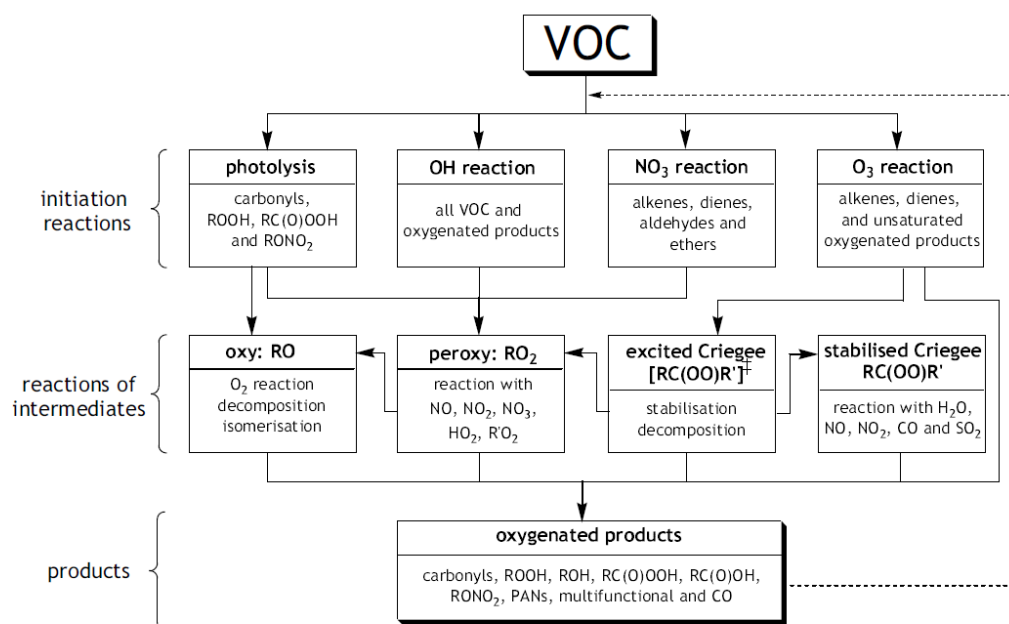 VOC
initiation
reactions
photolysis
carbonyls,
ROOH, RC(O)OOH
and RONO₂
OH reaction
all VOC and
oxygenated products
NO₃ reaction
alkenes, dienes,
aldehydes and
ethers
O₃ reaction
alkenes, dienes,
and unsaturated
oxygenated products
reactions of
intermediates
oxy: RO
O₂ reaction
decomposition
isomerisation
peroxy: RO₂
reaction with
NO, NO₂, NO₃,
HO₂, R'O₂
excited Criegee
[RC(OO)R']‡
stabilisation
decomposition
stabilised Criegee
RC(OO)R'
reaction with H₂O,
NO, NO₂, CO and SO₂
products
oxygenated products
carbonyls, ROOH, ROH, RC(O)OOH, RC(O)OH,
RONO₂, PANs, multifunctional and CO